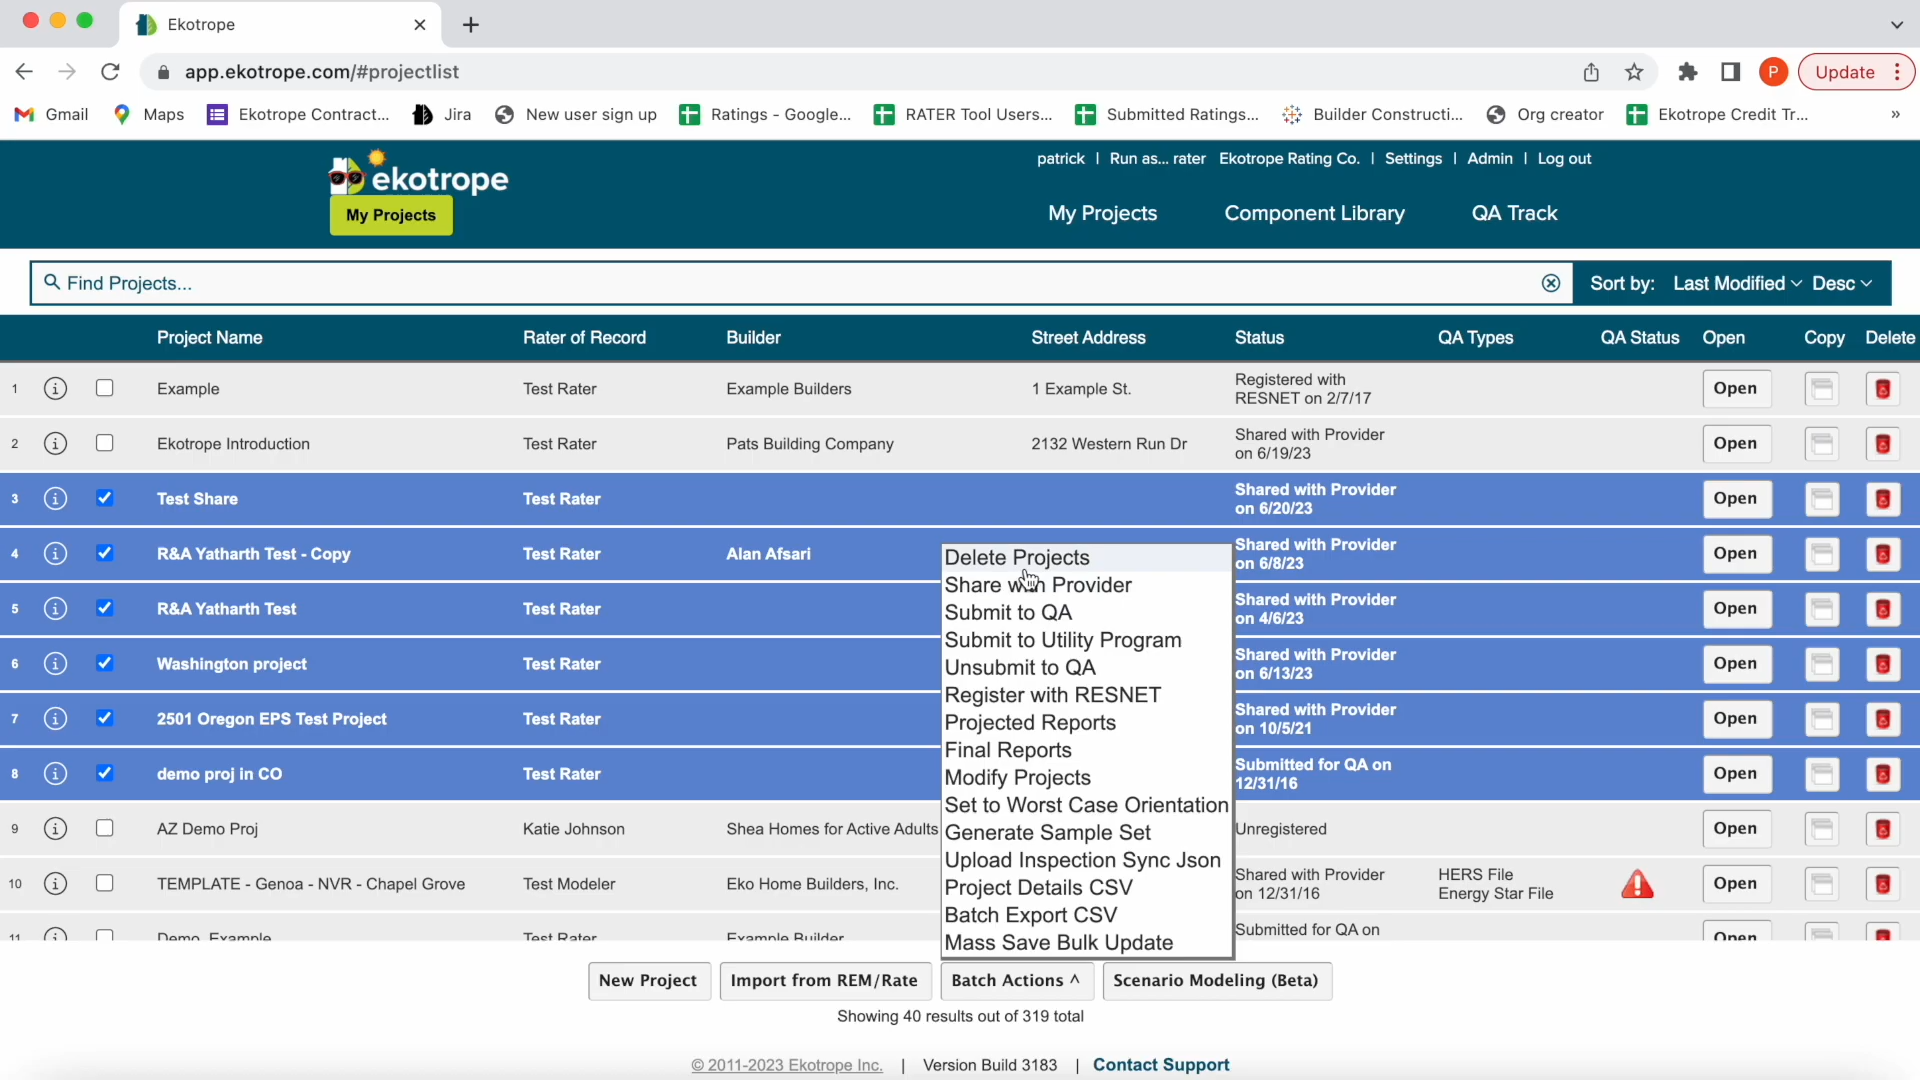 Ekotrope
app.ekotrope.com/#projectlist
P
Update
Gmail
Maps
Ekotrope Contract...
Jira
New user sign up
Ratings - Google...
RATER Tool Users...
Submitted Ratings...
Builder Constructi...
Org creator
Ekotrope Credit Tr...
»
ekotrope
My Projects
patrick | Run as... rater Ekotrope Rating Co. | Settings | Admin | Log out
My Projects Component Library QA Track
Find Projects...
Sort by: Last Modified Desc
Project Name Rater of Record Builder Street Address Status QA Types QA Status Open Copy Delete
1 Example Test Rater Example Builders 1 Example St. Registered with
RESNET on 2/7/17
Open
2 Ekotrope Introduction Test Rater Pats Building Company 2132 Western Run Dr Shared with Provider
on 6/19/23
Open
3 Test Share Test Rater Shared with Provider
on 6/20/23
Open
4 R&A Yatharth Test - Copy Test Rater Alan Afsari Shared with Provider
on 6/8/23
Open
5 R&A Yatharth Test Test Rater Shared with Provider
on 4/6/23
Open
6 Washington project Test Rater Shared with Provider
on 6/13/23
Open
7 2501 Oregon EPS Test Project Test Rater Shared with Provider
on 10/5/21
Open
8 demo proj in CO Test Rater Submitted for QA on
12/31/16
Open
9 AZ Demo Proj Katie Johnson Shea Homes for Active Adults Unregistered Open
10 TEMPLATE - Genoa - NVR - Chapel Grove Test Modeler Eko Home Builders, Inc. Shared with Provider
on 12/31/16
HERS File
Energy Star File
Open
11 Demo Example Test Rater Example Builder Submitted for QA on
Open
Delete Projects
Share with Provider
Submit to QA
Submit to Utility Program
Unsubmit to QA
Register with RESNET
Projected Reports
Final Reports
Modify Projects
Set to Worst Case Orientation
Generate Sample Set
Upload Inspection Sync Json
Project Details CSV
Batch Export CSV
Mass Save Bulk Update
New Project
Import from REM/Rate
Batch Actions ^
Scenario Modeling (Beta)
Showing 40 results out of 319 total
© 2011-2023 Ekotrope Inc. | Version Build 3183 | Contact Support